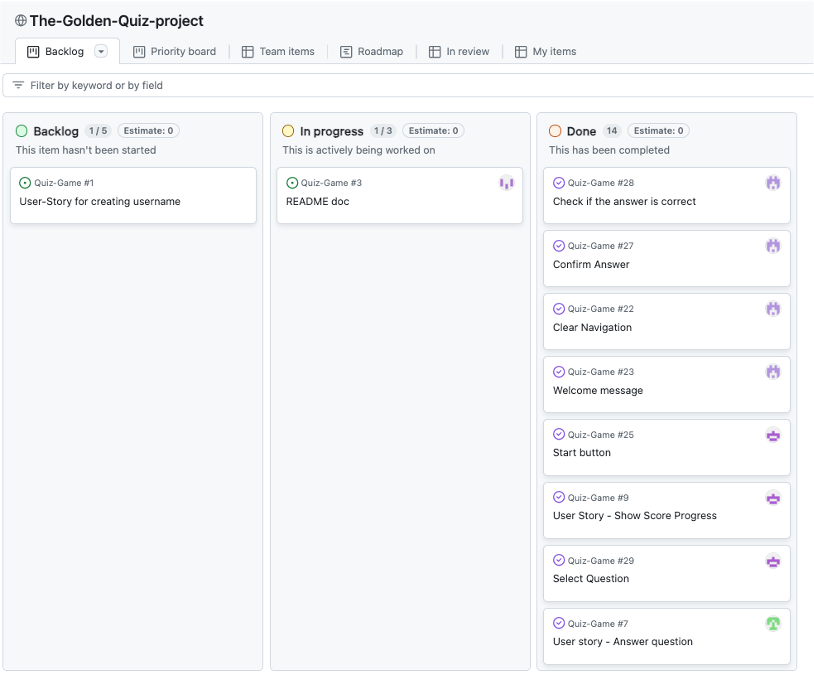 The-Golden-Quiz-project
Backlog
Priority board
Team items
Roadmap
In review
My items
Filter by keyword or by field
Backlog 1 / 5 Estimate: 0
This item hasn't been started
Quiz-Game #1
User-Story for creating username
In progress 1 / 3 Estimate: 0
This is actively being worked on
Quiz-Game #3
README doc
Done 14 Estimate: 0
This has been completed
Quiz-Game #28
Check if the answer is correct
Quiz-Game #27
Confirm Answer
Quiz-Game #22
Clear Navigation
Quiz-Game #23
Welcome message
Quiz-Game #25
Start button
Quiz-Game #9
User Story - Show Score Progress
Quiz-Game #29
Select Question
Quiz-Game #7
User story - Answer question